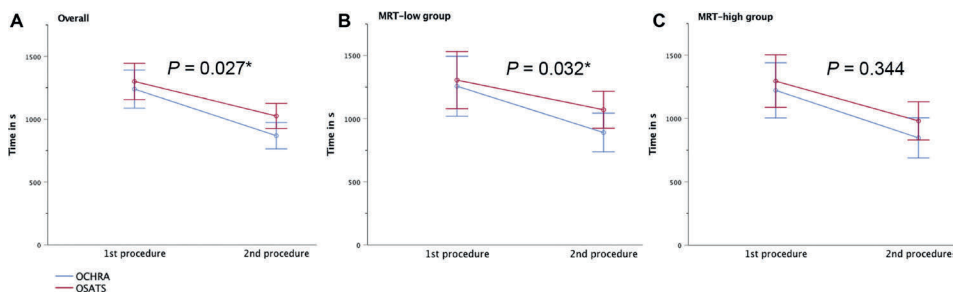 A Overall
P = 0.027*
Time in s
1500
1000
500
0
1st procedure 2nd procedure
B MRT-low group
P = 0.032*
Time in s
1500
1000
500
0
1st procedure 2nd procedure
C MRT-high group
P = 0.344
Time in s
1500
1000
500
0
1st procedure 2nd procedure
OCHRA
OSATS